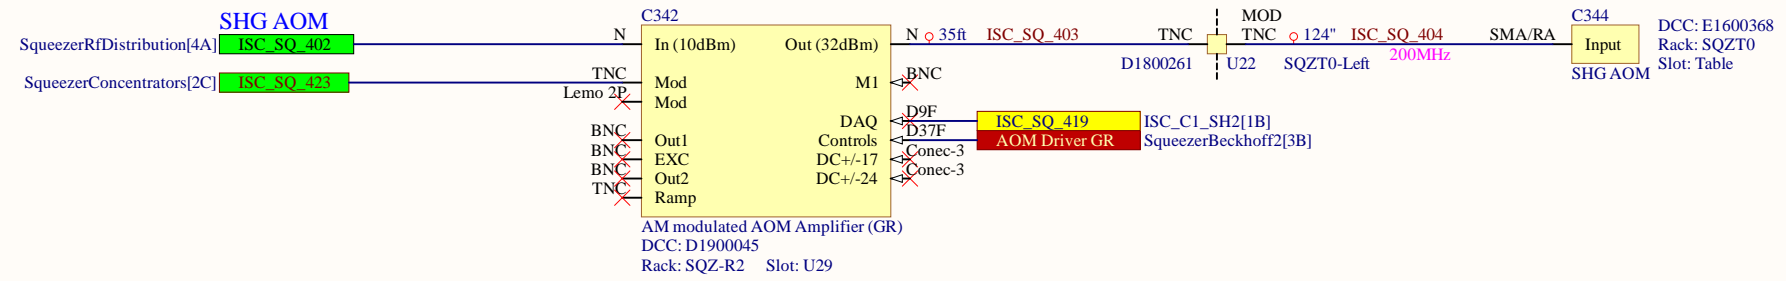 SHG AOM
SqueezerRfDistribution[4A] ISC_SQ_402 N
SqueezerConcentrators[2C] ISC_SQ_423 TNC
Lemo 2P
BNC
BNC
BNC
TNC
C342
In (10dBm) Out (32dBm)
Mod M1
Mod
DAQ
Out1 Controls
EXC DC+/-17
Out2 DC+/-24
Ramp
AM modulated AOM Amplifier (GR)
DCC: D1900045
Rack: SQZ-R2 Slot: U29
N 35ft ISC_SQ_403 TNC
BNC
D9F ISC_SQ_419 ISC_C1_SH2[1B]
D37F AOM Driver GR SqueezerBeckhoff2[3B]
Conec-3
Conec-3
D1800261 U22
MOD
TNC 124" ISC_SQ_404 SMA/RA
SQZT0-Left 200MHz
C344
Input
SHG AOM
DCC: E1600368
Rack: SQZT0
Slot: Table